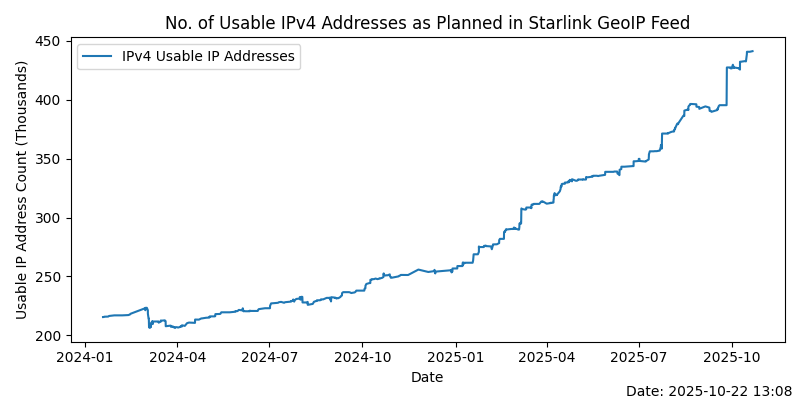 No. of Usable IPv4 Addresses as Planned in Starlink GeoIP Feed
IPv4 Usable IP Addresses
Usable IP Address Count (Thousands)
450
400
350
300
250
200
2024-01 2024-04 2024-07 2024-10 2025-01 2025-04 2025-07 2025-10
Date
Date: 2025-10-22 13:08